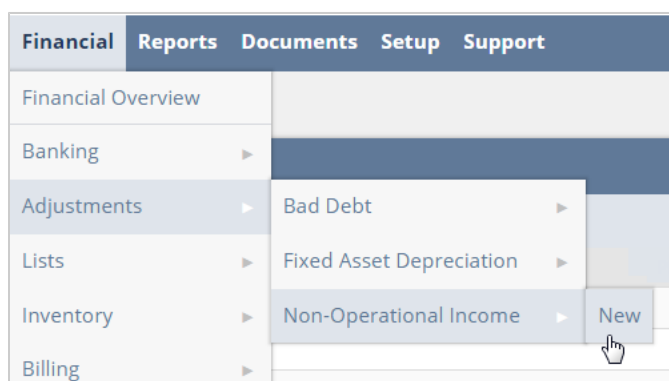 Financial Reports Documents Setup Support
Financial Overview
Banking
Adjustments Bad Debt
Lists Fixed Asset Depreciation
Inventory Non-Operational Income New
Billing